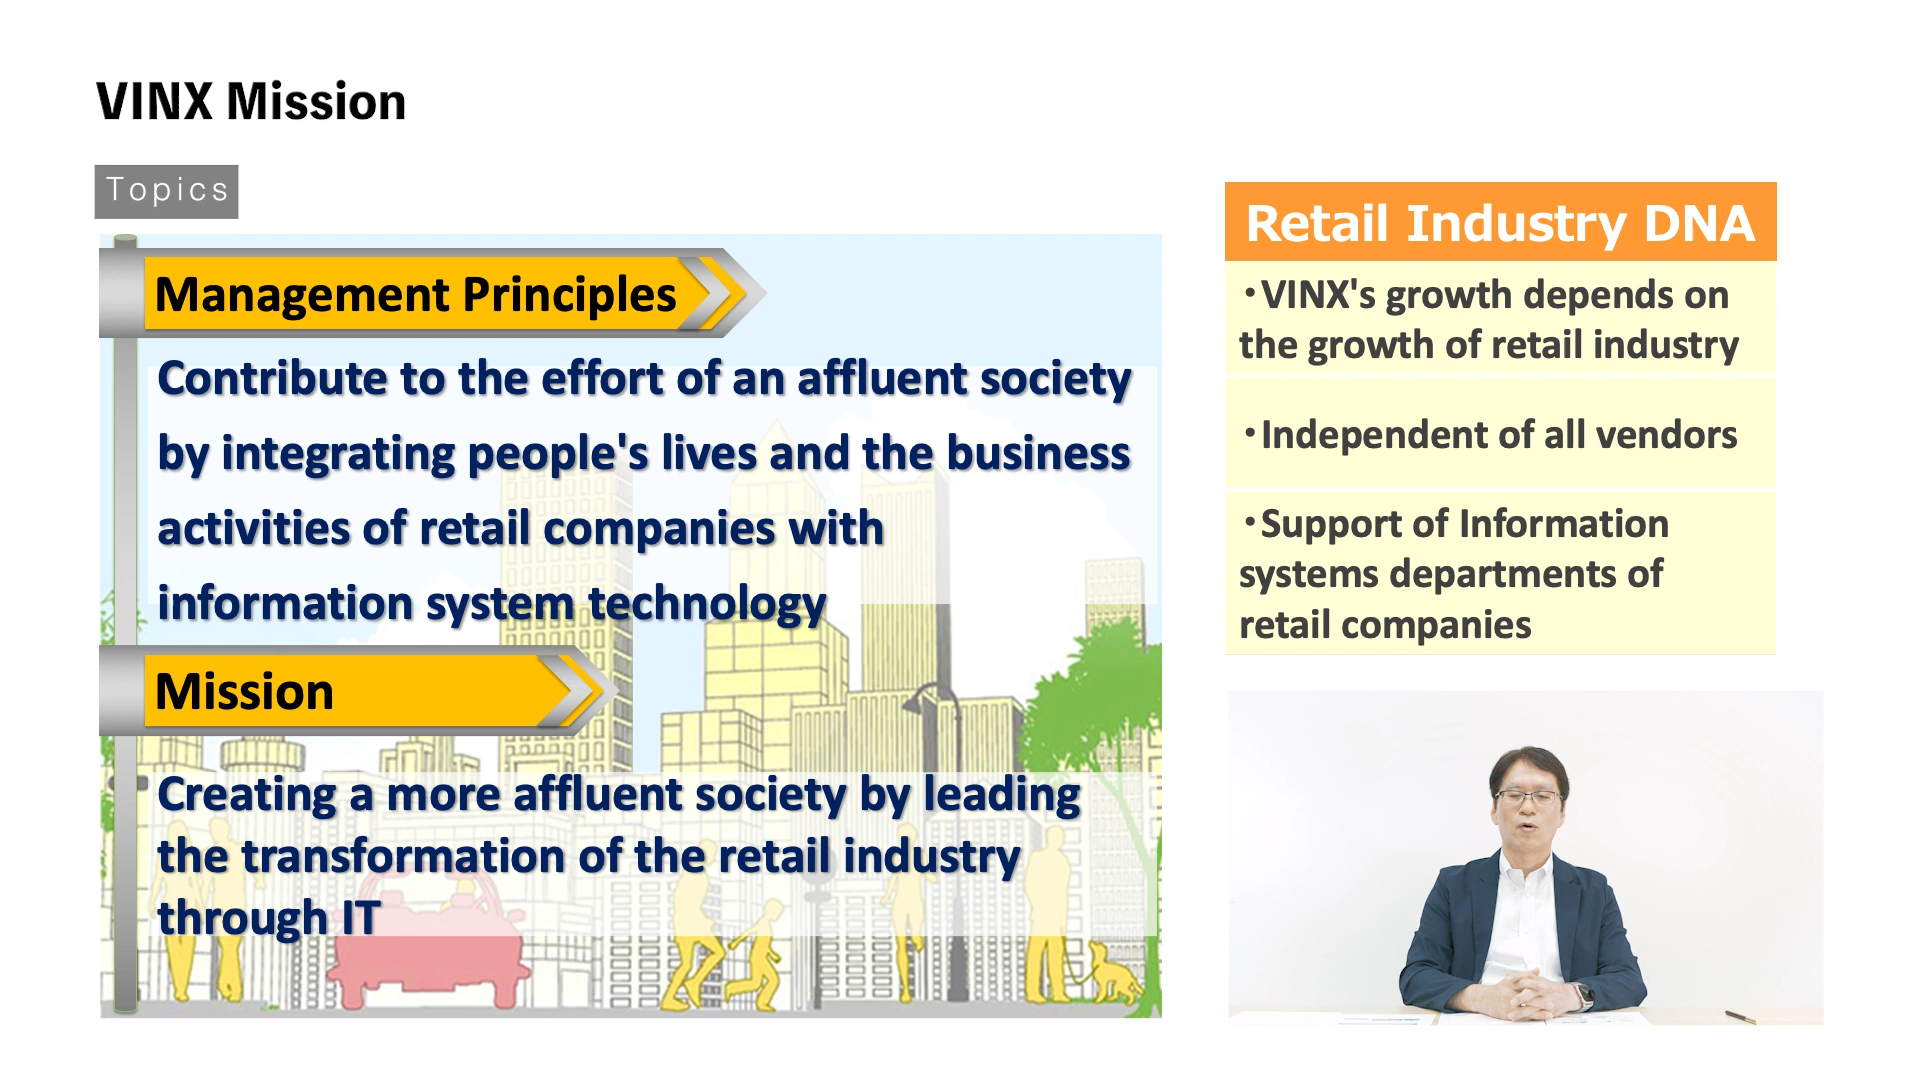 VINX Mission
Topics
Management Principles
Contribute to the effort of an affluent society
by integrating people's lives and the business
activities of retail companies with
information system technology
Mission
Creating a more affluent society by leading
the transformation of the retail industry
through IT
Retail Industry DNA
・VINX's growth depends on
the growth of retail industry
・Independent of all vendors
・Support of Information
systems departments of
retail companies